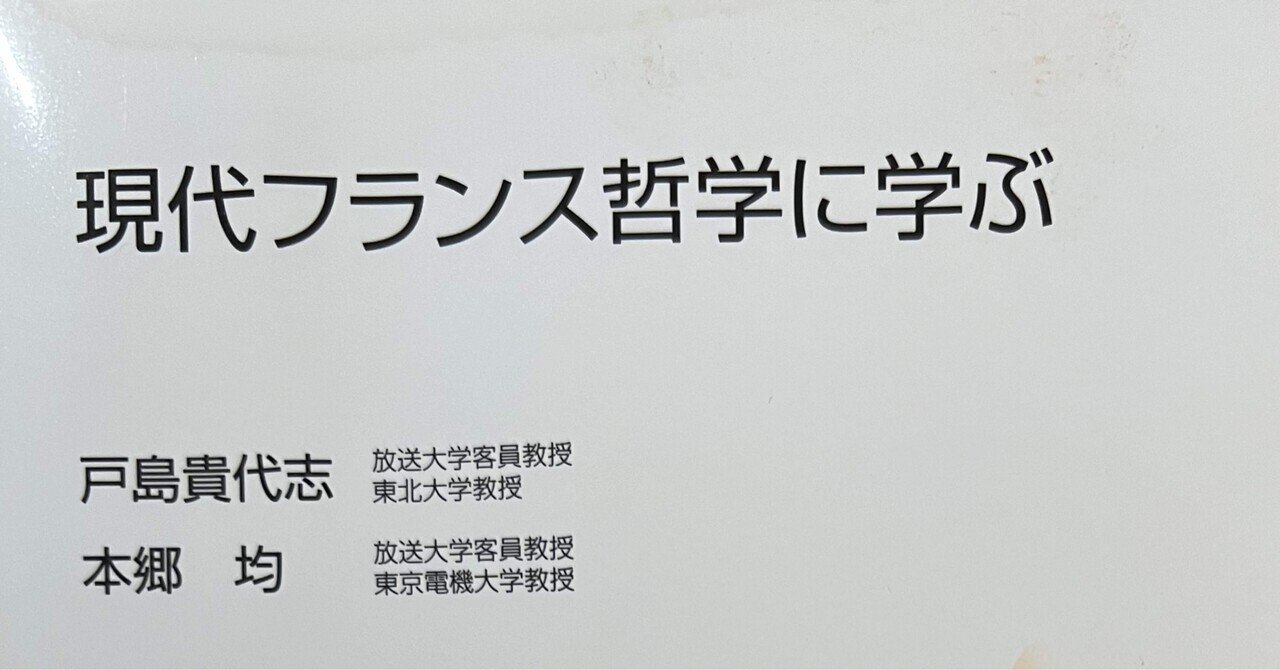 現代フランス哲学に学ぶ
戸島貴代志
放送大学客員教授
東北大学教授
本郷　均
放送大学客員教授
東京電機大学教授